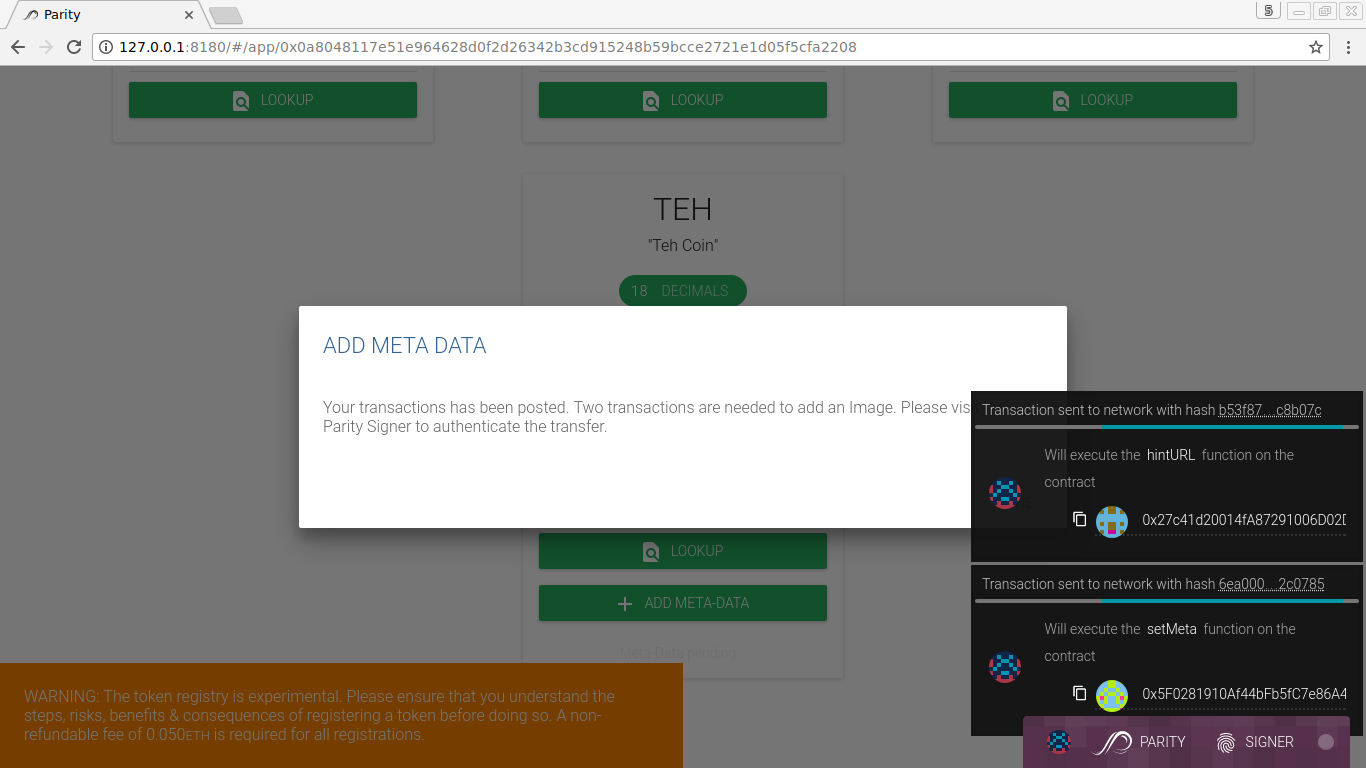 Parity
5
127.0.0.1:8180/#/app/0x0a8048117e51e964628d0f2d26342b3cd915248b59bcce2721e1d05f5cfa2208
LOOKUP
LOOKUP
LOOKUP
TEH
"Teh Coin"
18 DECIMALS
ADD META DATA
Your transactions has been posted. Two transactions are needed to add an Image. Please vis
Parity Signer to authenticate the transfer.
LOOKUP
ADD META-DATA
Meta-Data pending
WARNING: The token registry is experimental. Please ensure that you understand the
steps, risks, benefits & consequences of registering a token before doing so. A non-
refundable fee of 0.050ETH is required for all registrations.
Transaction sent to network with hash b53f87...c8b07c
Will execute the hintURL function on the
contract
0x27c41d20014fA87291006D02
Transaction sent to network with hash 6ea000...2c0785
Will execute the setMeta function on the
contract
0x5F0281910Af44bFb5fC7e86A4
PARITY
SIGNER